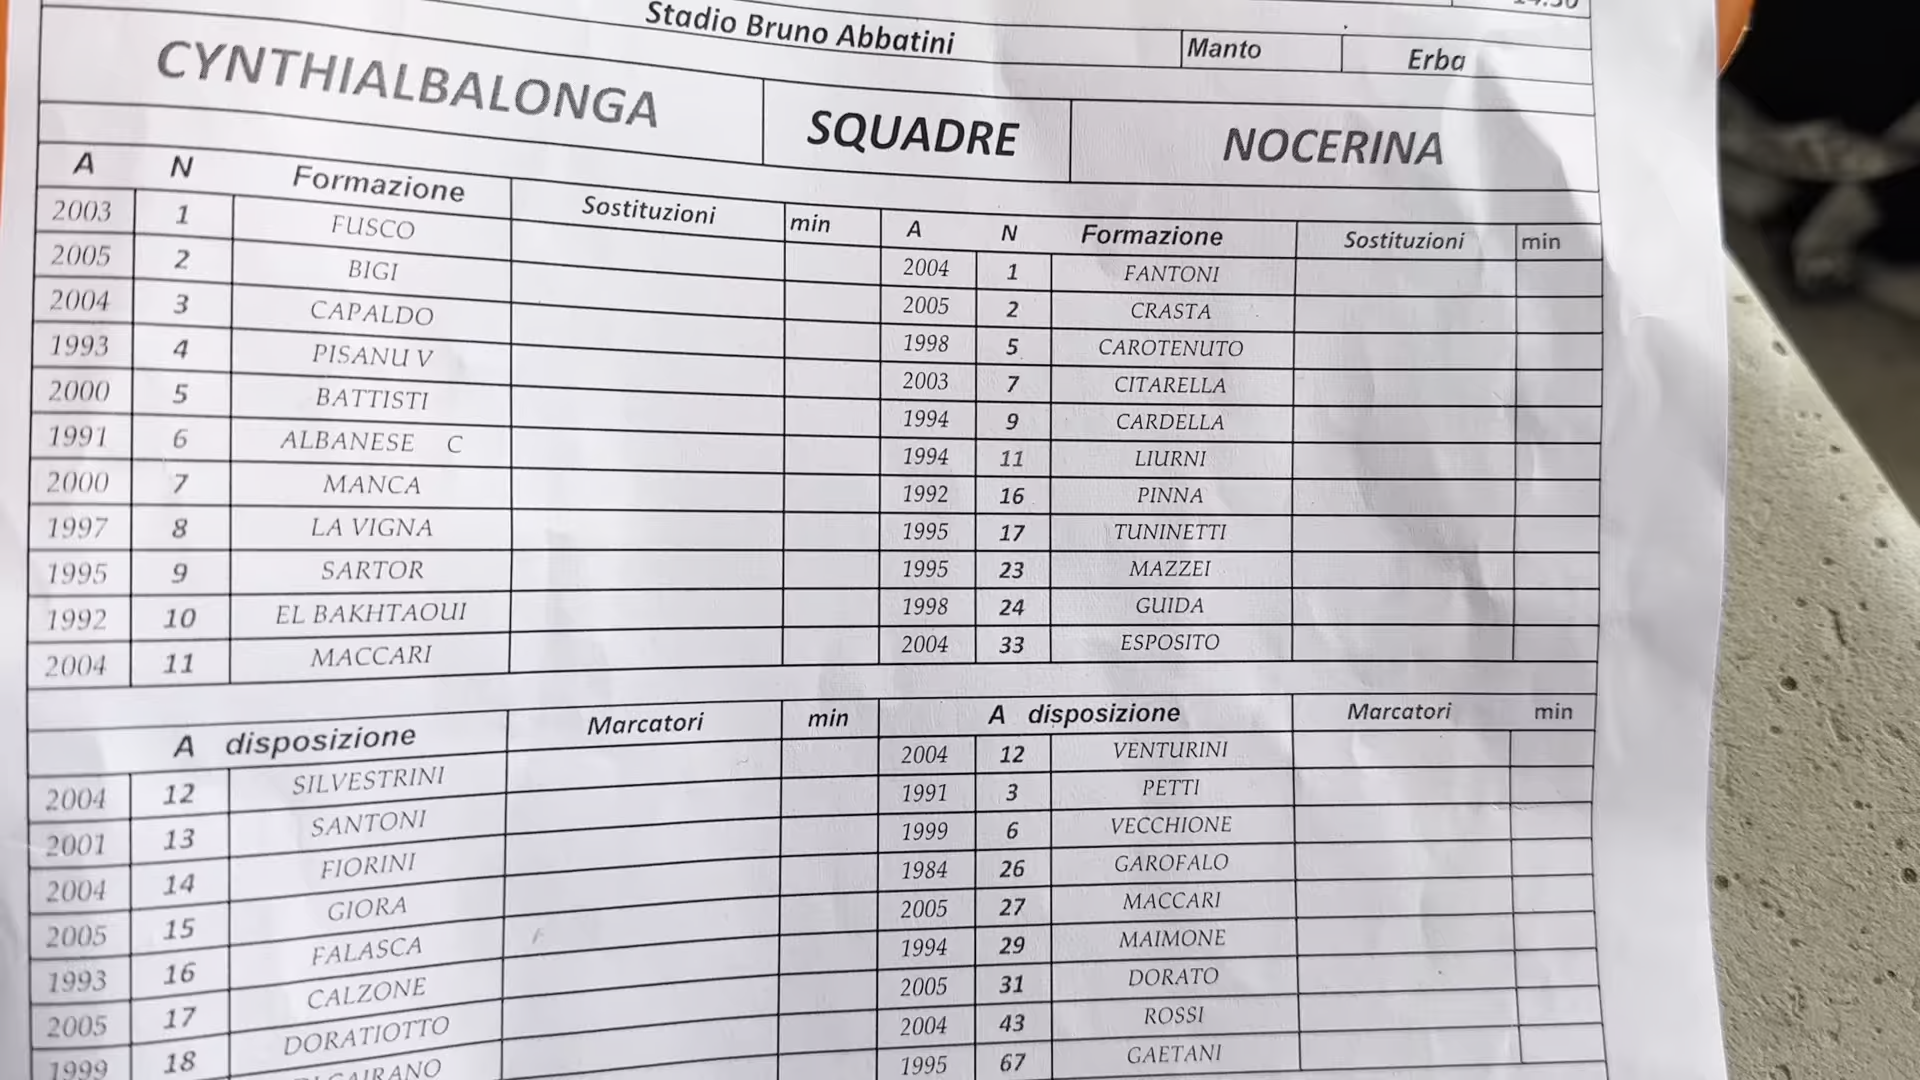 Stadio Bruno Abbatini Manto Erba
CYNTHIALBALONGA SQUADRE NOCERINA
A N Formazione Sostituzioni min
2003 1 FUSCO
2005 2 BIGI
2004 3 CAPALDO
1993 4 PISANU V
2000 5 BATTISTI
1991 6 ALBANESE C
2000 7 MANCA
1997 8 LA VIGNA
1995 9 SARTOR
1992 10 EL BAKHTAOUI
2004 11 MACCARI
A disposizione Marcatori min
2004 12 SILVESTRINI
2001 13 SANTONI
2004 14 FIORINI
2005 15 GIORA
1993 16 FALASCA
2005 17 CALZONE
1999 18 DORATIOTTO
A N Formazione Sostituzioni min
2004 1 FANTONI
2005 2 CRASTA
1998 5 CAROTENUTO
2003 7 CITARELLA
1994 9 CARDELLA
1994 11 LIURNI
1992 16 PINNA
1995 17 TUNINETTI
1995 23 MAZZEI
1998 24 GUIDA
2004 33 ESPOSITO
A disposizione Marcatori min
2004 12 VENTURINI
1991 3 PETTI
1999 6 VECCHIONE
1984 26 GAROFALO
2005 27 MACCARI
1994 29 MAIMONE
2005 31 DORATO
2004 43 ROSSI
1995 67 GAETANI